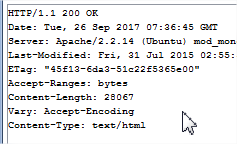 HTTP/1.1 200 OK
Date: Tue, 26 Sep 2017 07:36:45 GMT
Server: Apache/2.2.14 (Ubuntu) mod_mon
Last-Modified: Fri, 31 Jul 2015 02:55:
ETag: "45f13-6da3-51c22f5365e00"
Accept-Ranges: bytes
Content-Length: 28067
Vary: Accept-Encoding
Content-Type: text/html